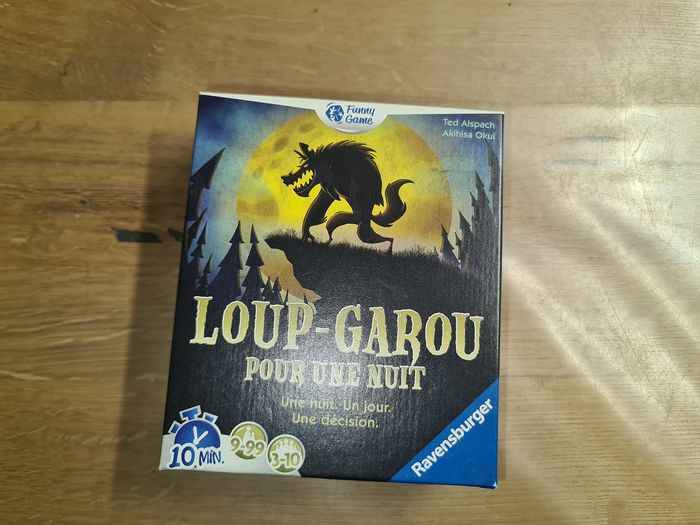 Funny
Game
Ted Alspach
Akihisa Okui
LOUP-GAROU
POUR UNE NUIT
Une nuit. Un jour.
Une décision.
10 MIN.
9-99
3-10
Ravensburger